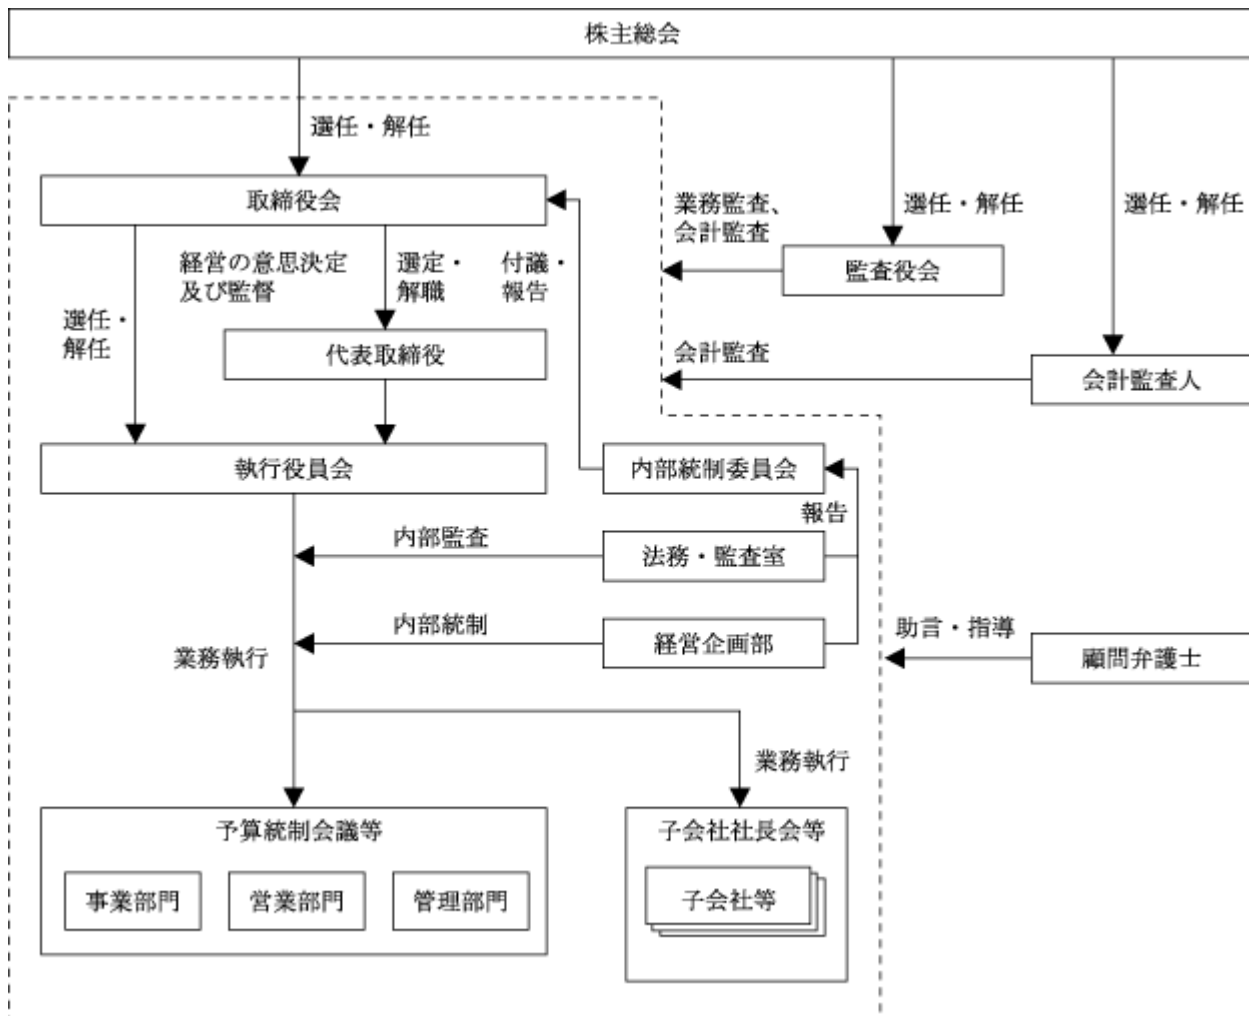 株主総会
選任・解任
取締役会
業務監査、
会計監査
選任・解任
選任・解任
経営の意思決定
及び監督
選定・
解職
付議・
報告
監査役会
選任・
解任
代表取締役
会計監査
会計監査人
執行役員会
内部統制委員会
報告
内部監査
法務・監査室
内部統制
経営企画部
助言・指導
顧問弁護士
業務執行
業務執行
予算統制会議等
事業部門
営業部門
管理部門
子会社社長会等
子会社等